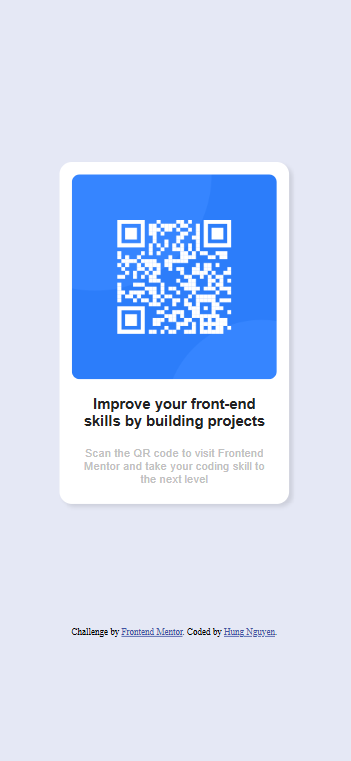 Improve your front-end
skills by building projects
Scan the QR code to visit Frontend
Mentor and take your coding skill to
the next level
Challenge by Frontend Mentor. Coded by Hung Nguyen.